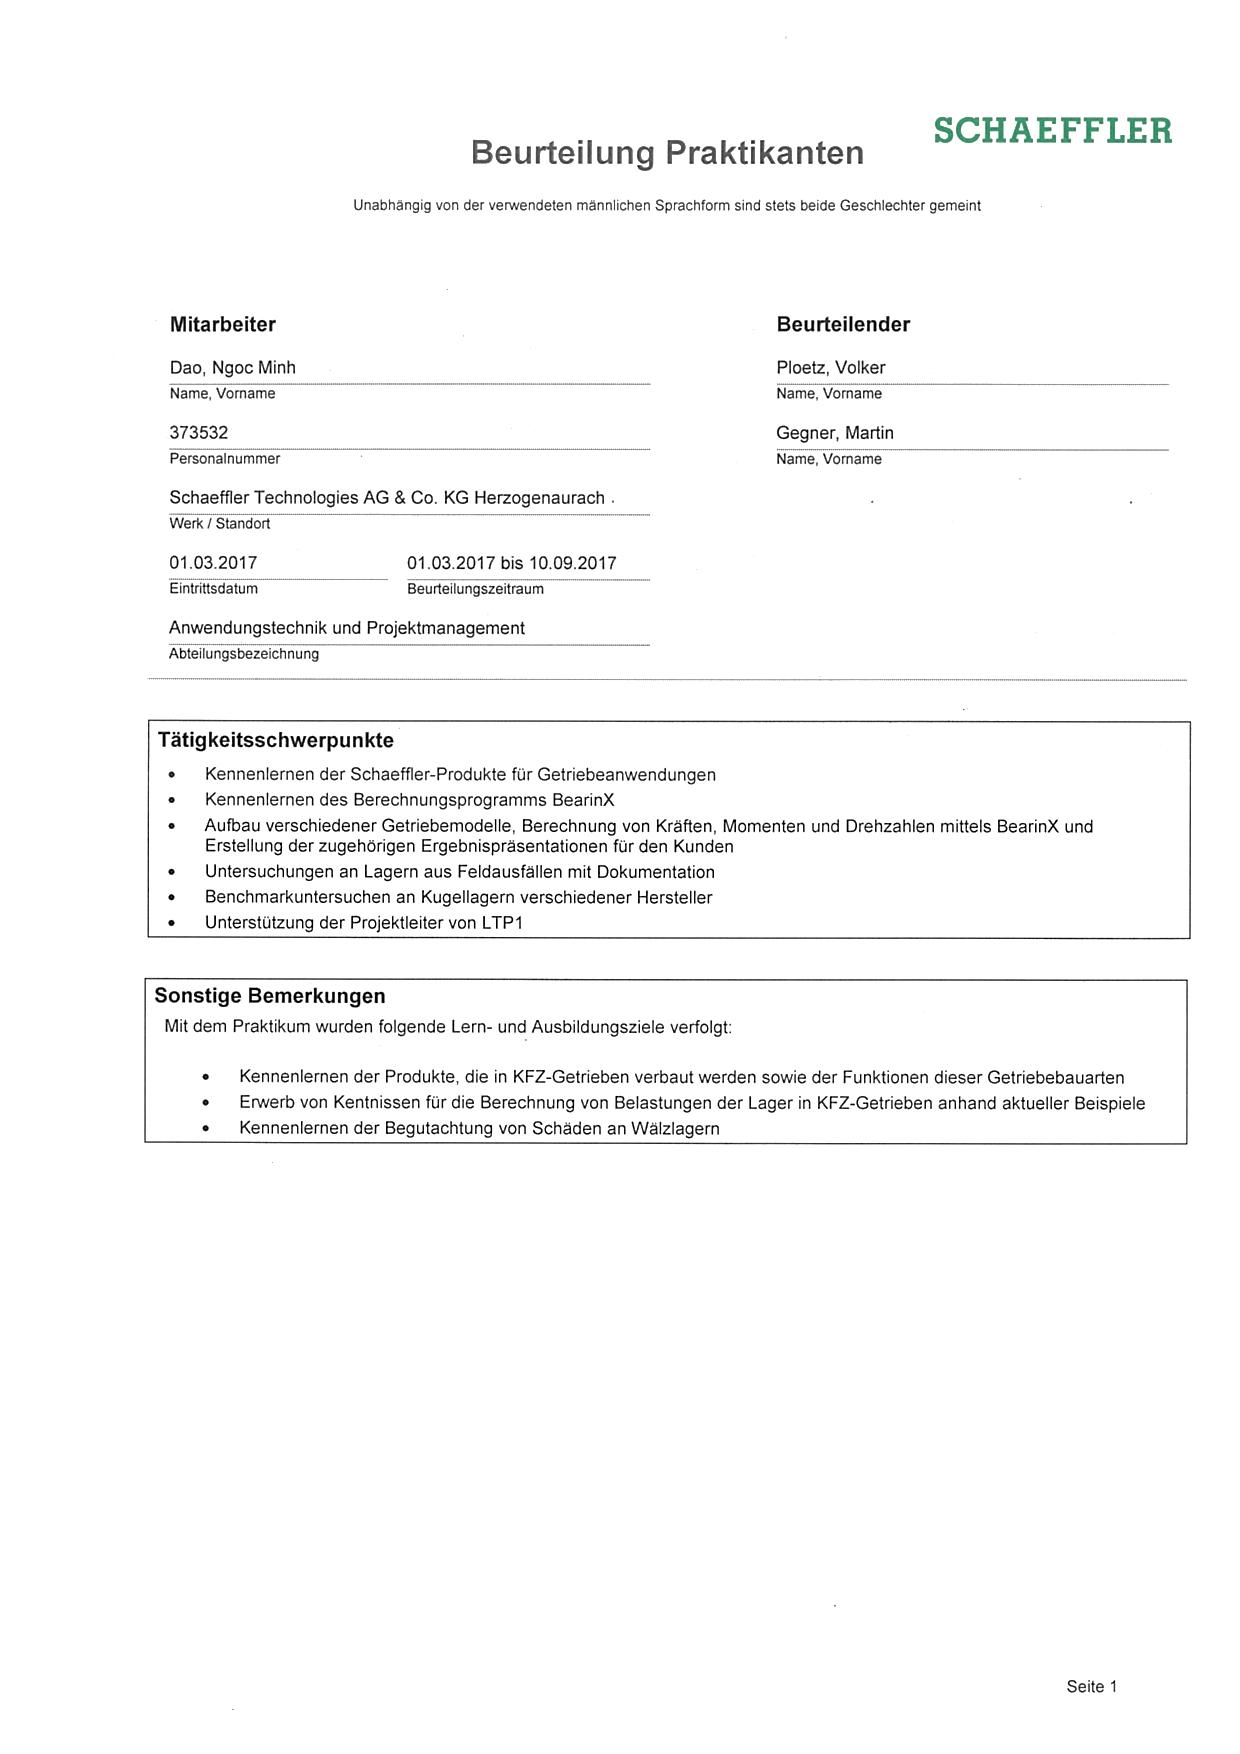 SCHAEFFLER
Beurteilung Praktikanten
Unabhängig von der verwendeten männlichen Sprachform sind stets beide Geschlechter gemeint
Mitarbeiter
Beurteilender
Dao, Ngoc Minh
Ploetz, Volker
Name, Vorname
Name, Vorname
373532
Gegner, Martin
Personalnummer
Name, Vorname
Schaeffler Technologies AG & Co. KG Herzogenaurach
Werk / Standort
01.03.2017
01.03.2017 bis 10.09.2017
Eintrittsdatum
Beurteilungszeitraum
Anwendungstechnik und Projektmanagement
Abteilungsbezeichnung
Tätigkeitsschwerpunkte
• Kennenlernen der Schaeffler-Produkte für Getriebeanwendungen
• Kennenlernen des Berechnungsprogramms BearinX
• Aufbau verschiedener Getriebemodelle, Berechnung von Kräften, Momenten und Drehzahlen mittels BearinX und
Erstellung der zugehörigen Ergebnispräsentationen für den Kunden
• Untersuchungen an Lagern aus Feldausfällen mit Dokumentation
• Benchmarkuntersuchen an Kugellagern verschiedener Hersteller
• Unterstützung der Projektleiter von LTP1
Sonstige Bemerkungen
Mit dem Praktikum wurden folgende Lern- und Ausbildungsziele verfolgt:
• Kennenlernen der Produkte, die in KFZ-Getrieben verbaut werden sowie der Funktionen dieser Getriebebauarten
• Erwerb von Kentnissen für die Berechnung von Belastungen der Lager in KFZ-Getrieben anhand aktueller Beispiele
• Kennenlernen der Begutachtung von Schäden an Wälzlagern
Seite 1